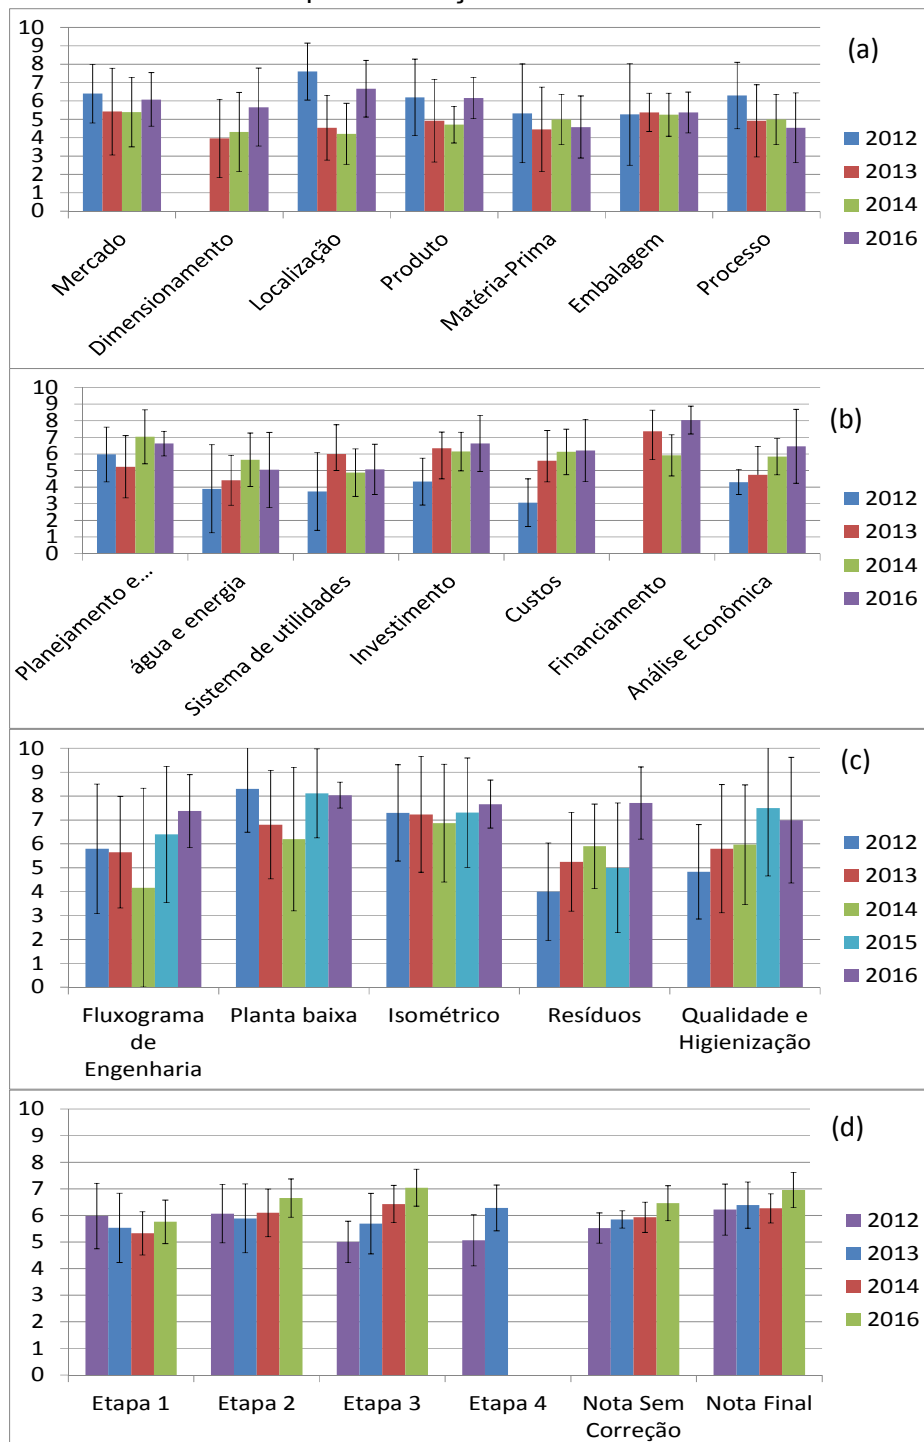 10
9
8
7
6
5
4
3
2
1
0
(a)
2012
2013
2014
2016
Mercado
Dimensionamento
Localização
Produto
Matéria-Prima
Embalagem
Processo
10
9
8
7
6
5
4
3
2
1
0
(b)
2012
2013
2014
2016
Planejamento e...
água e energia
Sistema de utilidades
Investimento
Custos
Financiamento
Análise Econômica
10
9
8
7
6
5
4
3
2
1
0
(c)
2012
2013
2014
2015
2016
Fluxograma
de
Engenharia
Planta baixa
Isométrico
Resíduos
Qualidade e
Higienização
10
9
8
7
6
5
4
3
2
1
0
(d)
2012
2013
2014
2016
Etapa 1
Etapa 2
Etapa 3
Etapa 4
Nota Sem
Correção
Nota Final